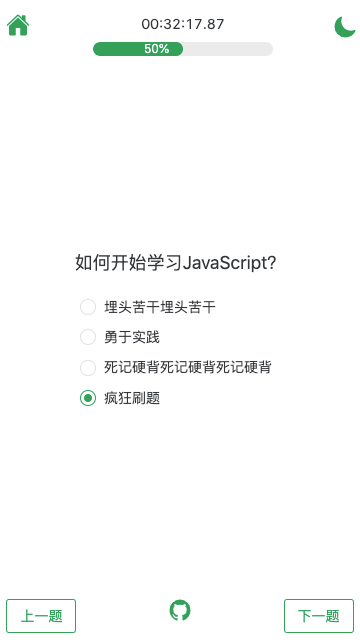 00:32:17.87
50%
如何开始学习JavaScript?
埋头苦干埋头苦干
勇于实践
死记硬背死记硬背死记硬背
疯狂刷题
上一题
下一题